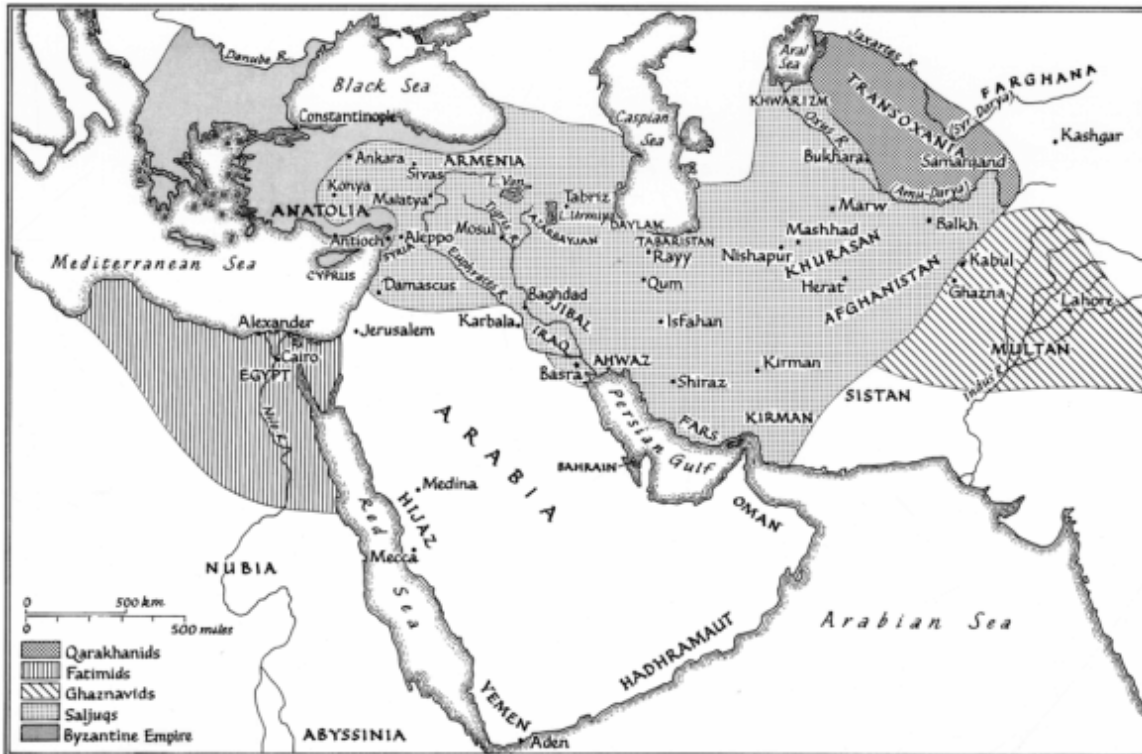 Danube R.
Black Sea
Constantinople
Aral
Sea
Jaxartes R.
FARGHANA
(Syr Darya)
TRANSOXANIA
KHWARIZM
Oxus R.
Kashgar
Caspian
Sea
Bukhara
Samarqand
(Amu-Darya)
Ankara
ARMENIA
Sivas
L. Van
Konya
Malatya
Tabriz
L. Urmiya
ANATOLIA
Tigris R.
AZARBAYJAN
DAYLAM
TABARISTAN
Marw
Balkh
Antioch
Aleppo
Mosul
Mashhad
Nishapur
KHURASAN
Rayy
SYRIA
Mediterranean Sea
CYPRUS
Euphrates R.
Qum
Herat
AFGHANISTAN
Kabul
Ghazna
Lahore
Damascus
Baghdad
JIBAL
Alexander
Jerusalem
Karbala
IRAQ
Isfahan
MULTAN
Cairo
EGYPT
Basra
AHWAZ
Kirman
Indus R.
Shiraz
SISTAN
Nile R.
Persian Gulf
FARS
KIRMAN
ARABIA
BAHRAIN
Medina
HIJAZ
OMAN
Red
Sea
Mecca
NUBIA
0 500 km
500 miles
Arabian Sea
HADHRAMAUT
YEMEN
Aden
ABYSSINIA
Qarakhanids
Fatimids
Ghaznavids
Saljuqs
Byzantine Empire